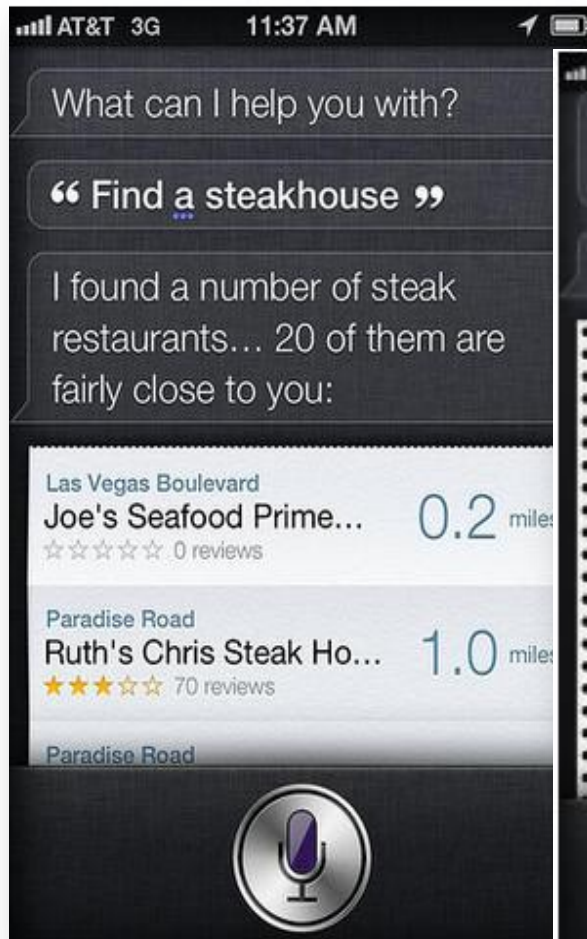 AT&T 3G 11:37 AM
What can I help you with?
“ Find a steakhouse ”
I found a number of steak
restaurants... 20 of them are
fairly close to you:
Las Vegas Boulevard
Joe's Seafood Prime... 0.2 miles
0 reviews
Paradise Road
Ruth's Chris Steak Ho... 1.0 miles
70 reviews
Paradise Road